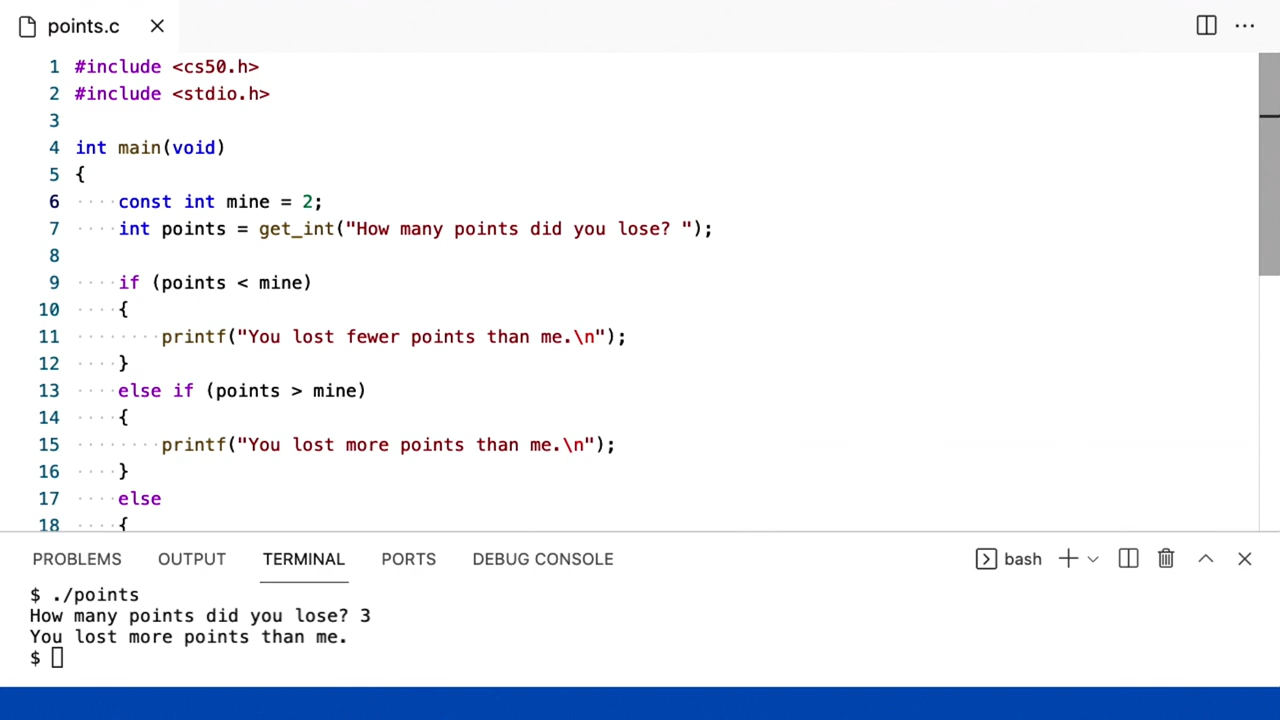 points.c
1 #include <cs50.h>
2 #include <stdio.h>
3
4 int main(void)
5 {
6 const int mine = 2;
7 int points = get_int("How many points did you lose? ");
8
9 if (points < mine)
10 {
11 printf("You lost fewer points than me.\n");
12 }
13 else if (points > mine)
14 {
15 printf("You lost more points than me.\n");
16 }
17 else
18 {
PROBLEMS OUTPUT TERMINAL PORTS DEBUG CONSOLE bash
$ ./points
How many points did you lose? 3
You lost more points than me.
$